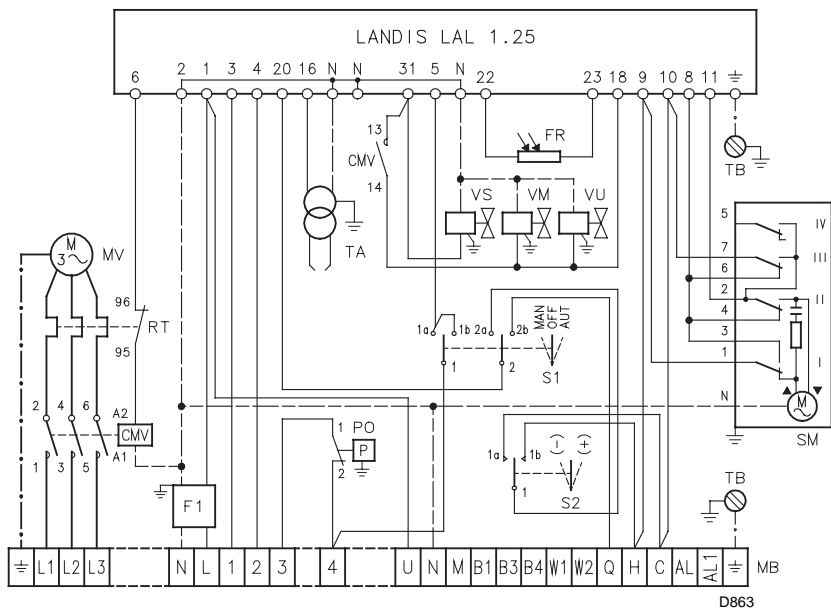 LANDIS LAL 1.25
6 2 1 3 4 20 16 N N 31 5 N 22 23 18 9 10 8 11
13
CMV
14
FR
TB
VS VM VU
TA
M
3
MV
96
RT
95
5 IV
7 III
6
2 II
4
3
1 I
N
M
SM
1a 1b 2a 2b
MAN
OFF
AUT
1 2
S1
2 4 6 A2
CMV
1 3 5 A1
1 PO
P
2
1a 1b
(-) (+)
1
S2
F1
TB
L1 L2 L3 N L 1 2 3 4 U N M B1 B3 B4 W1 W2 Q H C AL AL1 MB
D863